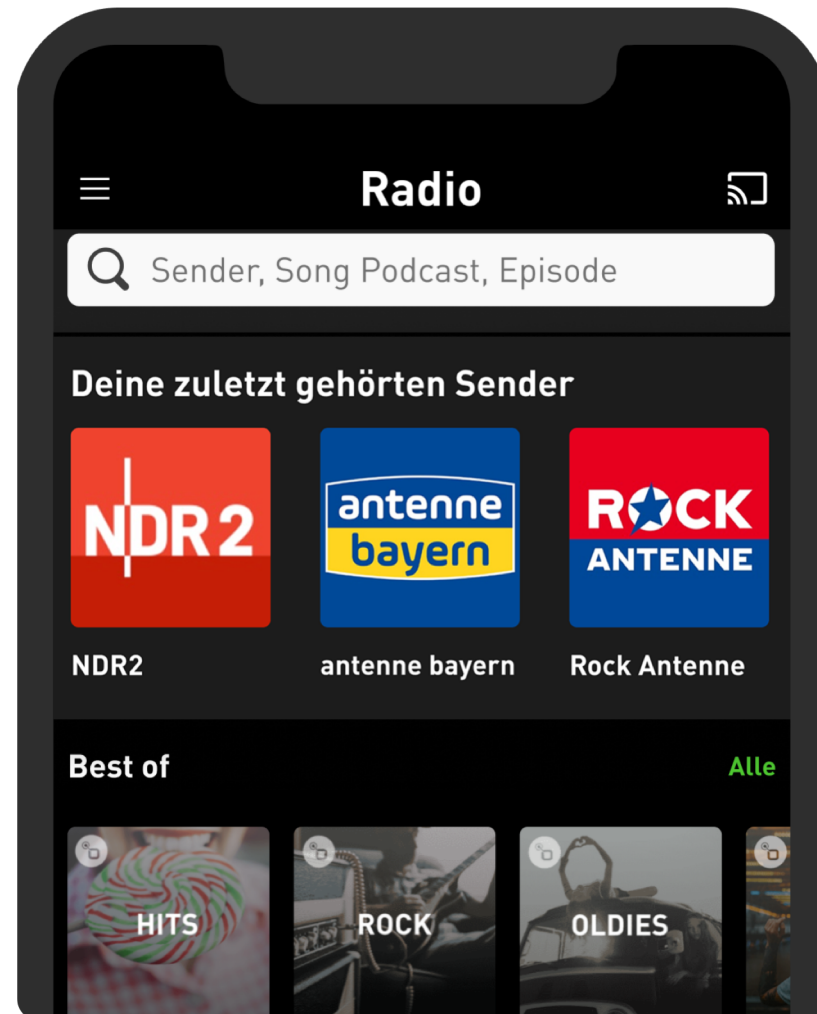 Radio
Sender, Song Podcast, Episode
Deine zuletzt gehörten Sender
NDR 2
antenne
bayern
ROCK
ANTENNE
NDR2
antenne bayern
Rock Antenne
Best of
Alle
HITS
ROCK
OLDIES